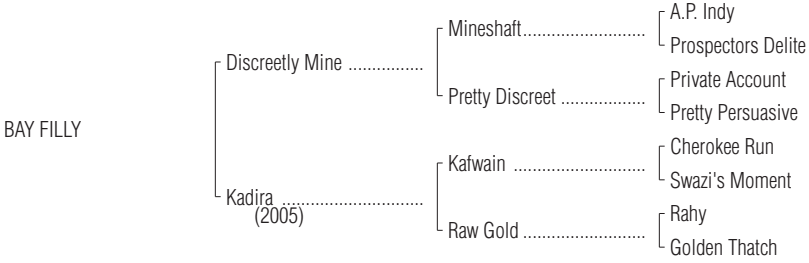 A.P. Indy
Mineshaft..........................
Prospectors Delite
Discreetly Mine ................
Private Account
Pretty Discreet ..................
Pretty Persuasive
BAY FILLY
Cherokee Run
Kafwain ............................
Swazi's Moment
Kadira ..............................
(2005)
Rahy
Raw Gold ..........................
Golden Thatch